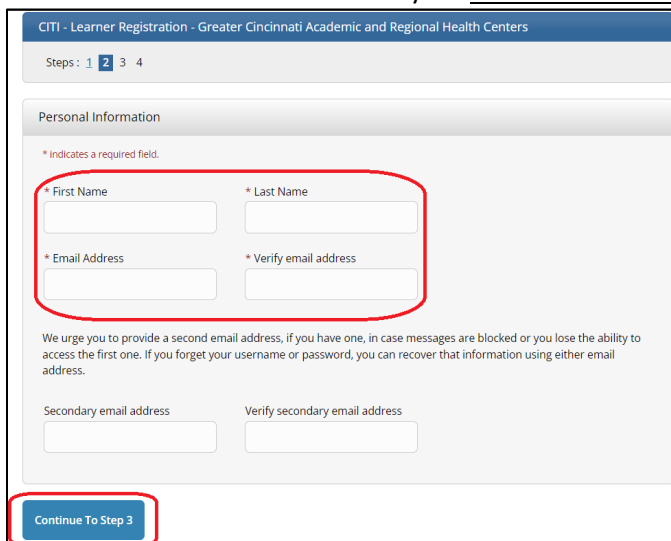 CITI - Learner Registration - Greater Cincinnati Academic and Regional Health Centers
Steps: 1 2 3 4
Personal Information
* indicates a required field.
* First Name * Last Name
* Email Address * Verify email address
We urge you to provide a second email address, if you have one, in case messages are blocked or you lose the ability to
access the first one. If you forget your username or password, you can recover that information using either email
address.
Secondary email address Verify secondary email address
Continue To Step 3